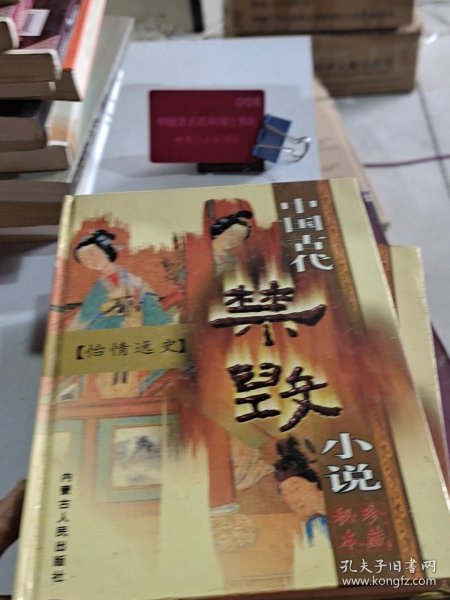 008
中国古代
禁毁
小说
珍藏
秘本
【怡情逸史】
内蒙古人民出版社
孔夫子旧书网
www.kongfz.com